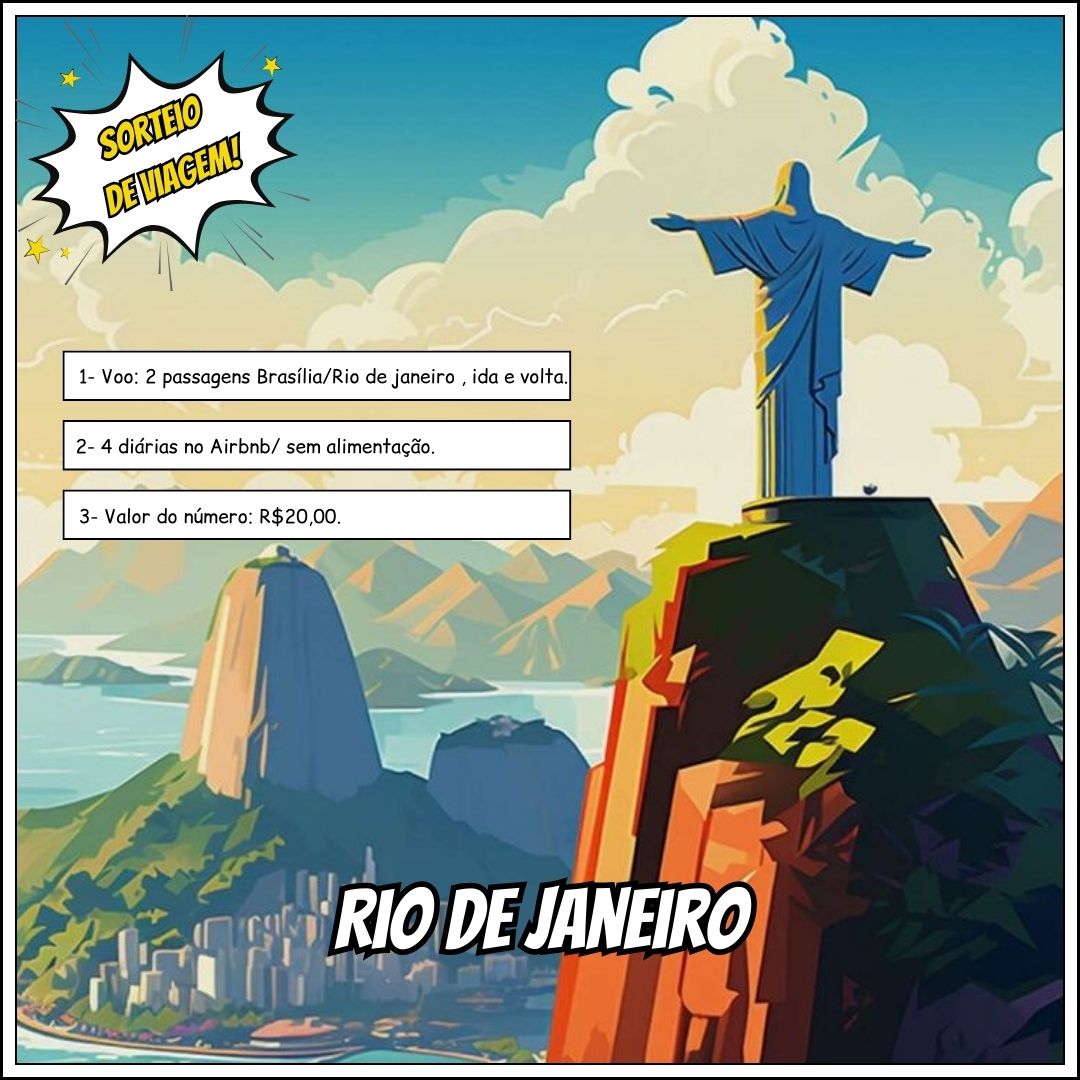 SORTEIO
DE VIAGEM!
1- Voo: 2 passagens Brasília/Rio de janeiro , ida e volta.
2- 4 diárias no Airbnb/ sem alimentação.
3- Valor do número: R$20,00.
RIO DE JANEIRO